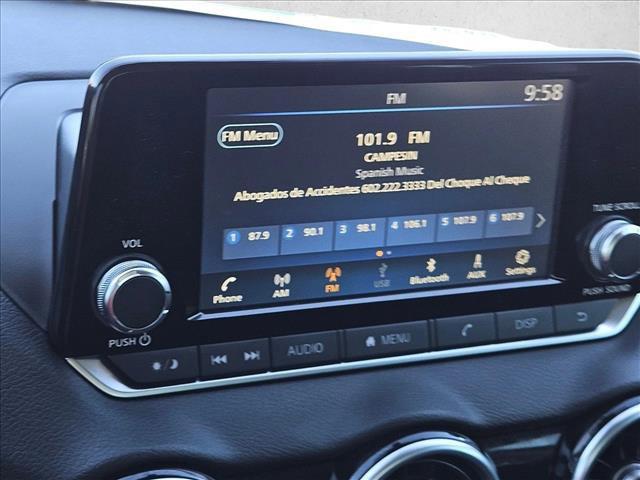 FM
9:58
FM Menu
101.9 FM
CAMPESIN
Spanish Music
Abogados de Accidentes 602.222.3333 Del Choque Al Cheque
1 87.9 2 90.1 3 98.1 4 106.1 5 107.9 6 107.9
Phone AM FM USB Bluetooth AUX Settings
VOL
PUSH
TUNE·SCROLL
PUSH SOUND
AUDIO MENU DISP